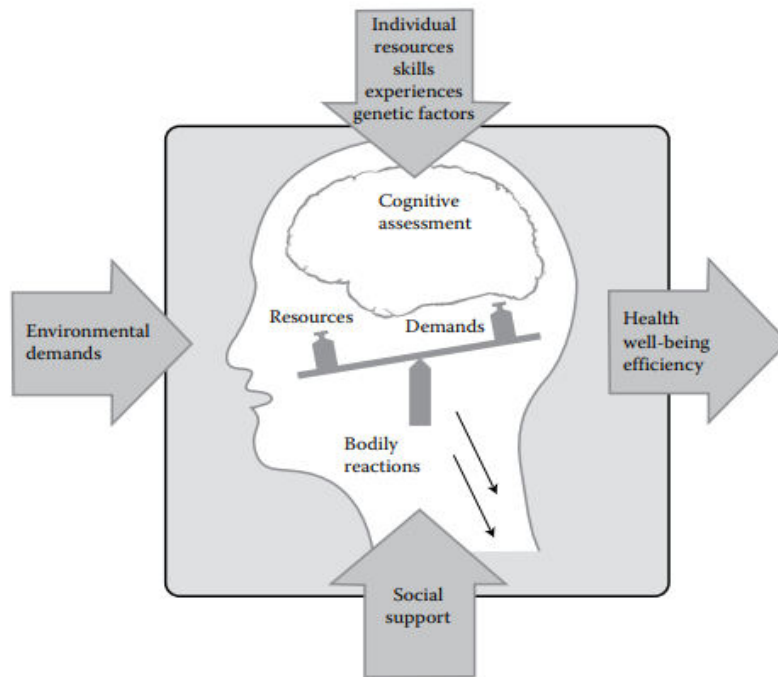 Individual
resources
skills
experiences
genetic factors
Cognitive
assessment
Environmental
demands
Resources
Demands
Health
well-being
efficiency
Bodily
reactions
Social
support